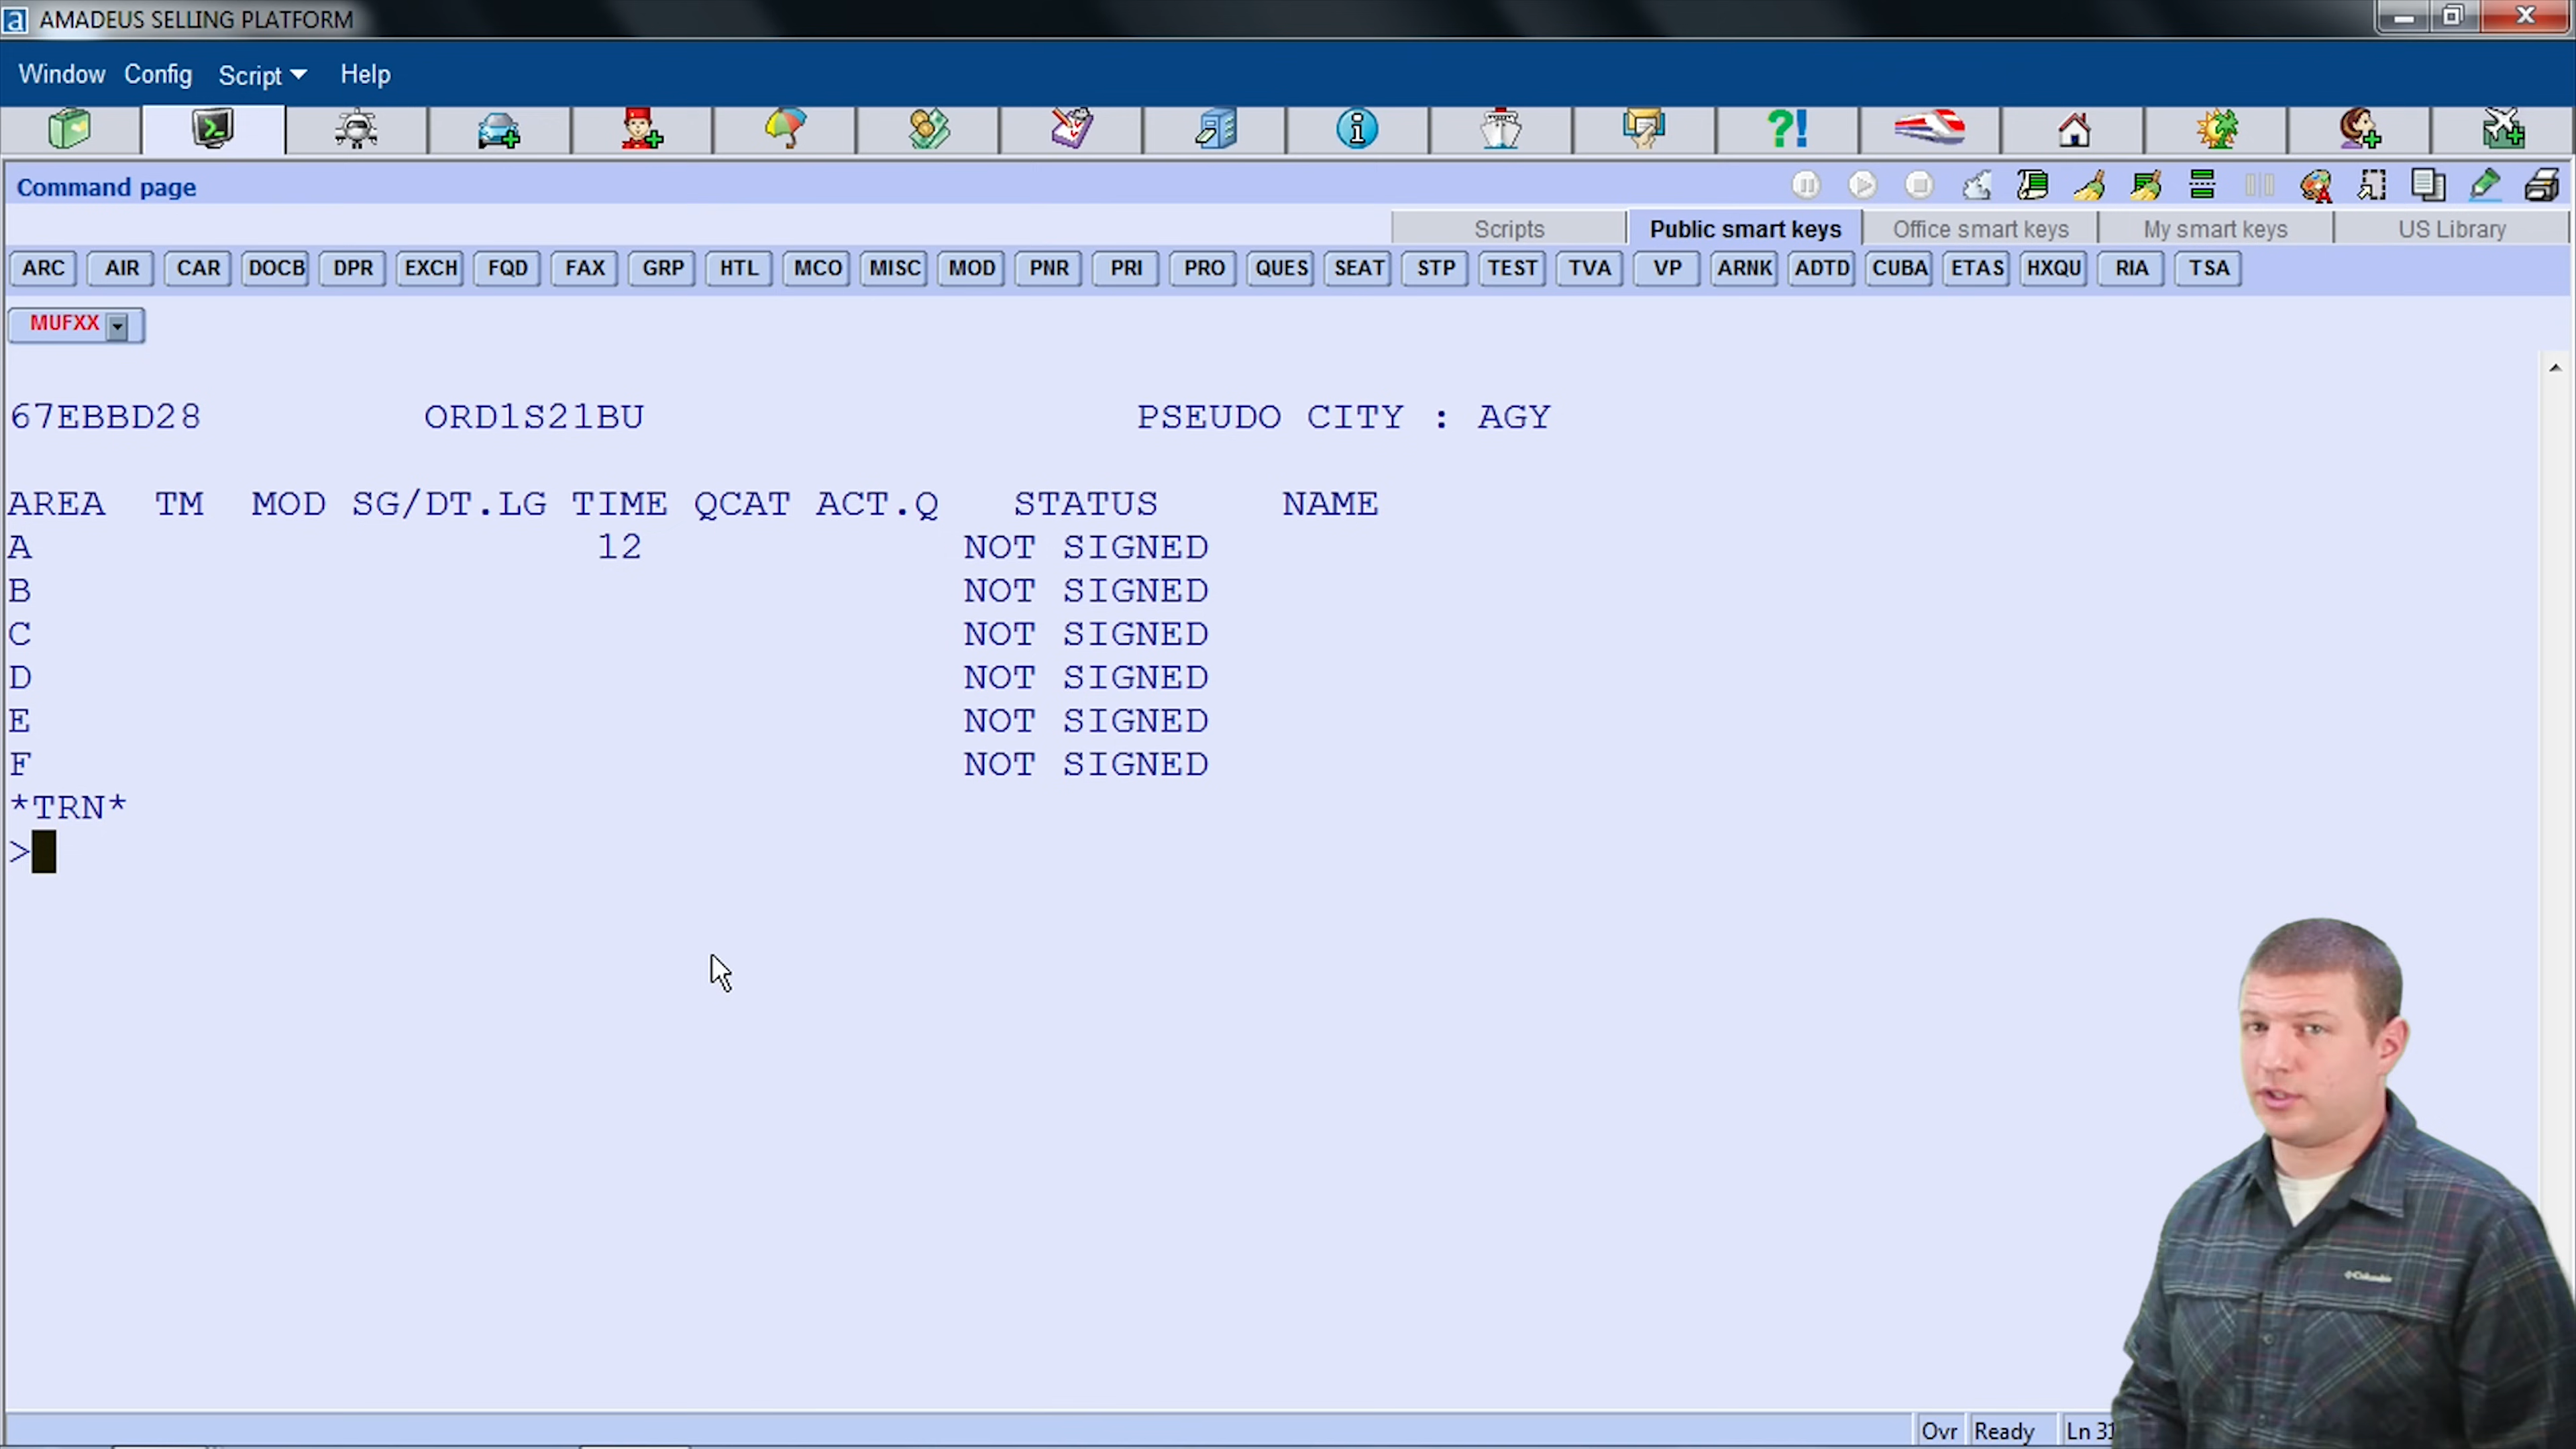 AMADEUS SELLING PLATFORM
Window Config Script Help
Command page
Scripts Public smart keys Office smart keys My smart keys US Library
ARC AIR CAR DOCB DPR EXCH FQD FAX GRP HTL MCO MISC MOD PNR PRI PRO QUES SEAT STP TEST TVA VP ARNK ADTD CUBA ETAS HXQU RIA TSA
MUFXX
67EBBD28 ORD1S21BU PSEUDO CITY : AGY
AREA TM MOD SG/DT.LG TIME QCAT ACT.Q STATUS NAME
A 12 NOT SIGNED
B NOT SIGNED
C NOT SIGNED
D NOT SIGNED
E NOT SIGNED
F NOT SIGNED
*TRN*
>
Columbia
Ovr Ready Ln 31